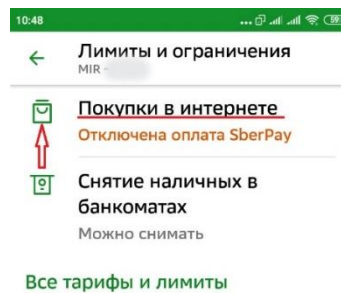 10:48
Лимиты и ограничения
MIR -
Покупки в интернете
Отключена оплата SberPay
Снятие наличных в
банкоматах
Можно снимать
Все тарифы и лимиты